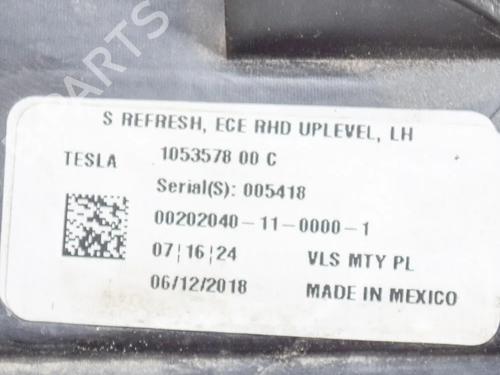 PARTS
S REFRESH, ECE RHD UPLEVEL, LH
TESLA 1053578 00 C
Serial(S): 005418
00202040-11-0000-1
07|16|24 VLS MTY PL
06/12/2018 MADE IN MEXICO